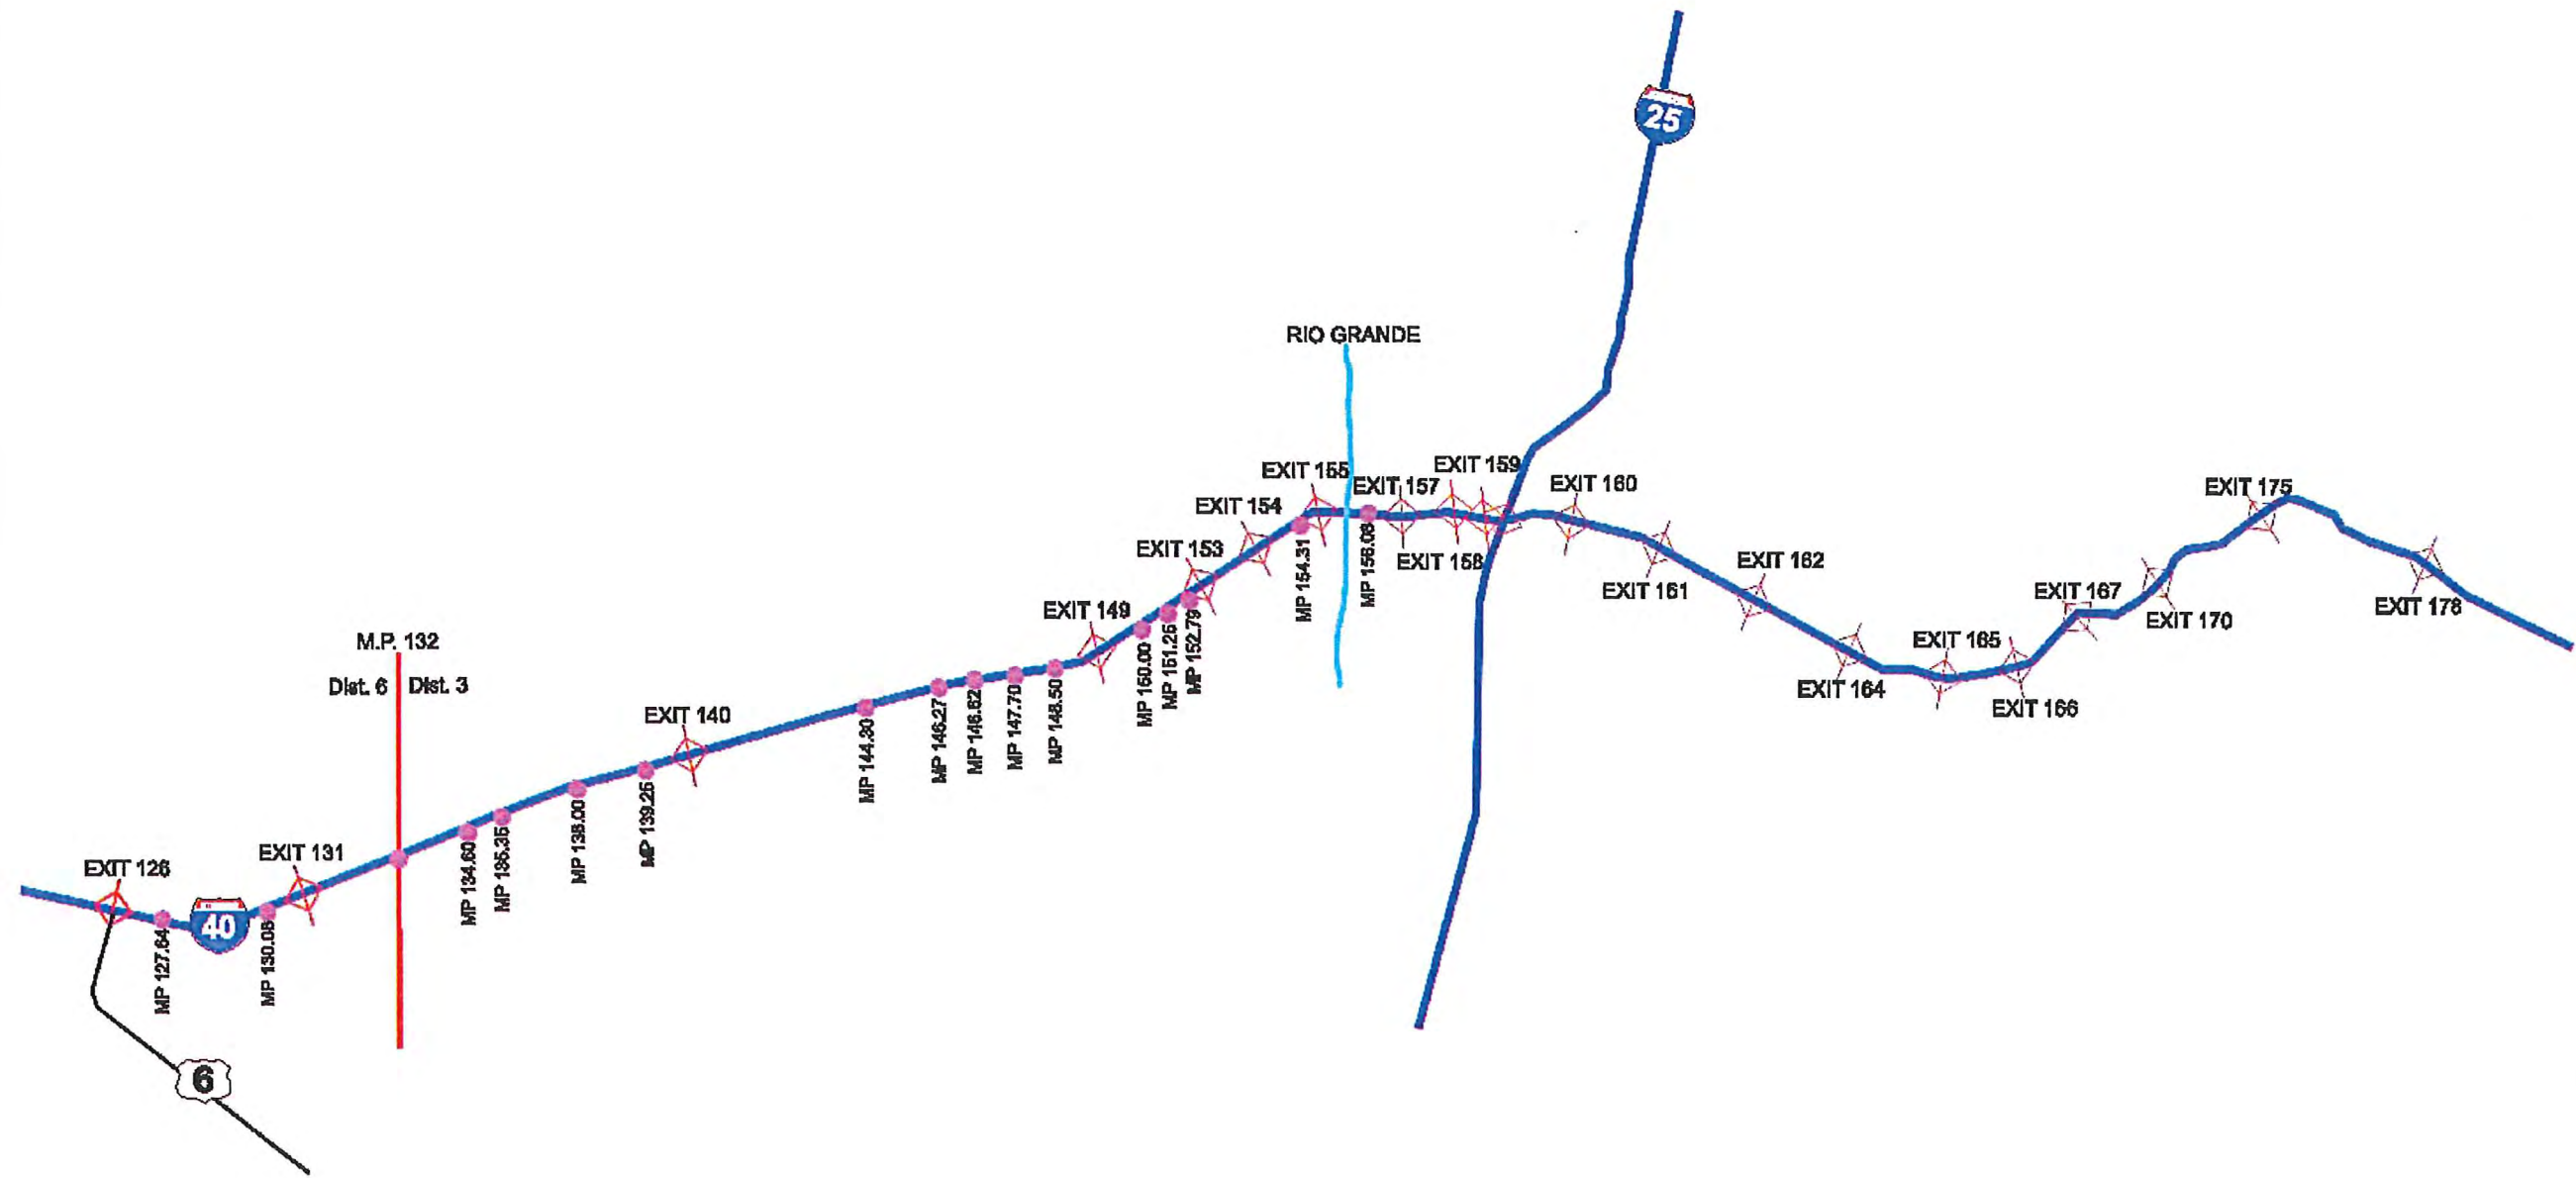 25
RIO GRANDE
EXIT 155
EXIT 157
EXIT 159
EXIT 160
EXIT 154
EXIT 153
EXIT 158
EXIT 161
EXIT 162
EXIT 175
EXIT 178
EXIT 167
EXIT 170
EXIT 165
EXIT 164
EXIT 166
EXIT 149
MP 154.31
MP 156.08
MP 150.00
MP 151.25
MP 152.79
M.P. 132
Dist. 6
Dist. 3
EXIT 140
MP 144.30
MP 146.27
MP 146.82
MP 147.70
MP 148.50
MP 134.60
MP 135.35
MP 138.00
MP 139.25
EXIT 126
EXIT 131
40
MP 127.64
MP 130.08
6